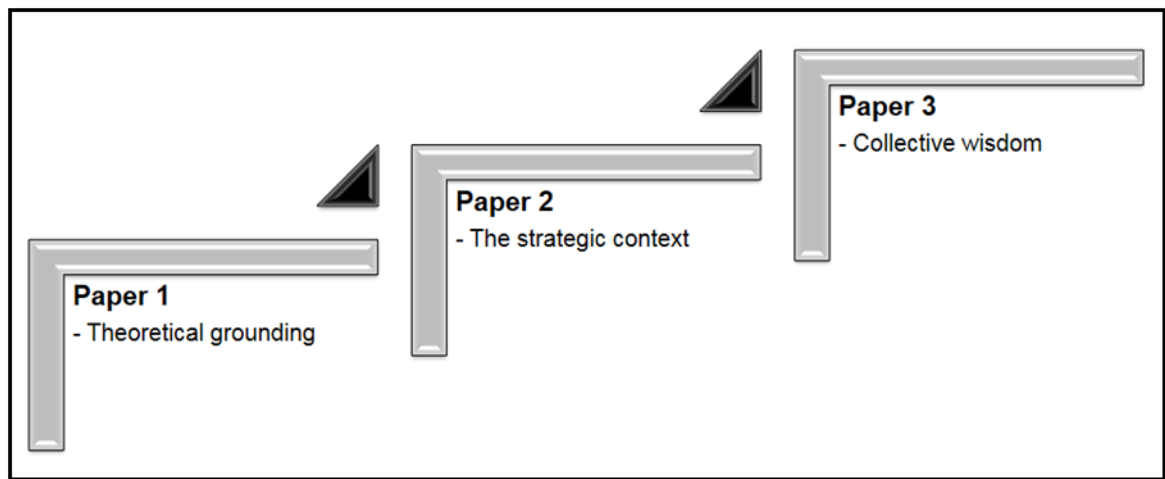 Paper 1
- Theoretical grounding
Paper 2
- The strategic context
Paper 3
- Collective wisdom